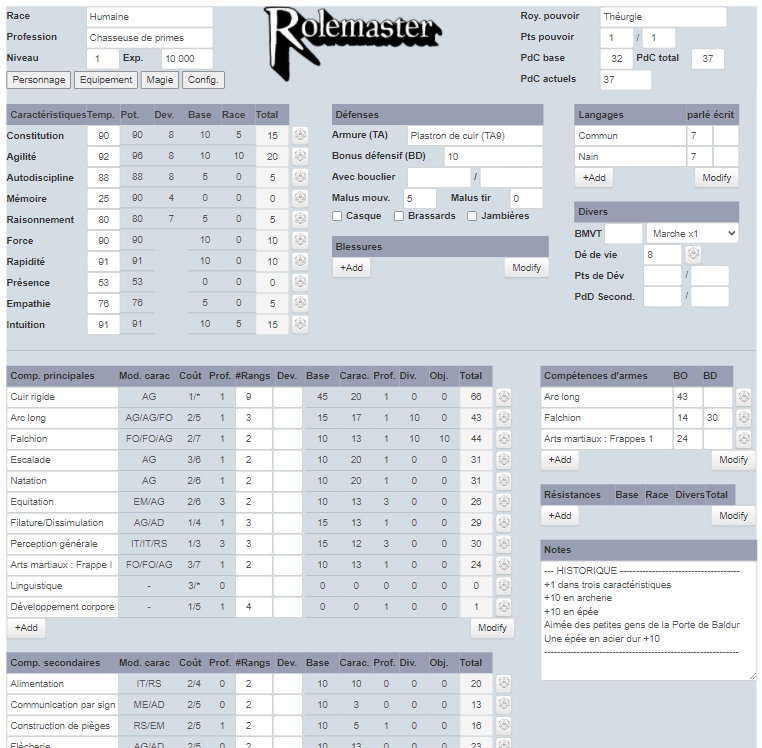 Race Humaine
Profession Chasseuse de primes
Niveau 1 Exp. 10 000
Personnage Equipement Magie Config.
Rolemaster
Roy. pouvoir Théurgie
Pts pouvoir 1 / 1
PdC base 32 PdC total 37
PdC actuels 37
Caractéristiques Temp. Pot. Dev. Base Race Total
Constitution 90 90 8 10 5 15
Agilité 92 96 8 10 10 20
Autodiscipline 88 88 8 5 0 5
Mémoire 25 90 4 0 0 0
Raisonnement 80 80 7 5 0 5
Force 90 90 10 0 10
Rapidité 91 91 10 0 10
Présence 53 53 0 0 0
Empathie 76 76 5 0 5
Intuition 91 91 10 5 15
Défenses
Armure (TA) Plastron de cuir (TA9)
Bonus défensif (BD) 10
Avec bouclier /
Malus mouv. 5 Malus tir 0
Casque Brassards Jambières
Blessures
+Add Modify
Langages parlé écrit
Commun 7
Nain 7
+Add Modify
Divers
BMVT Marche x1
Dé de vie 8
Pts de Dév /
PdD Second. /
Comp. principales Mod. carac Coût Prof. #Rangs Dev. Base Carac. Prof. Div. Obj. Total
Cuir rigide AG 1/* 1 9 45 20 1 0 0 66
Arc long AG/AG/FO 2/5 1 3 15 17 1 10 0 43
Falchion FO/FO/AG 2/7 1 2 10 13 1 10 10 44
Escalade AG 3/6 1 2 10 20 1 0 0 31
Natation AG 2/6 1 2 10 20 1 0 0 31
Equitation EM/AG 2/6 3 2 10 13 3 0 0 26
Filature/Dissimulation AG/AD 1/4 1 3 15 13 1 0 0 29
Perception générale IT/IT/RS 1/3 3 3 15 12 3 0 0 30
Arts martiaux : Frappe I FO/FO/AG 3/7 1 2 10 13 1 0 0 24
Linguistique - 3/* 0 0 0 0 0 0 0
Développement corporel - 1/5 1 4 0 0 1 0 0 1
+Add Modify
Compétences d'armes BO BD
Arc long 43
Falchion 14 30
Arts martiaux : Frappes 1 24
+Add Modify
Résistances Base Race Divers Total
+Add Modify
Notes
--- HISTORIQUE -------------------------------------
+1 dans trois caractéristiques
+10 en archerie
+10 en épée
Aimée des petites gens de la Porte de Baldur
Une épée en acier dur +10
------------------------------------------------------------
Comp. secondaires Mod. carac Coût Prof. #Rangs Dev. Base Carac. Prof. Div. Obj. Total
Alimentation IT/RS 2/4 0 2 10 10 0 0 0 20
Communication par sign ME/AD 2/5 0 2 10 3 0 0 0 13
Construction de pièges RS/EM 2/5 1 2 10 5 1 0 0 16
Flècherie AG/AD 2/5 0 2 10 13 0 0 0 23